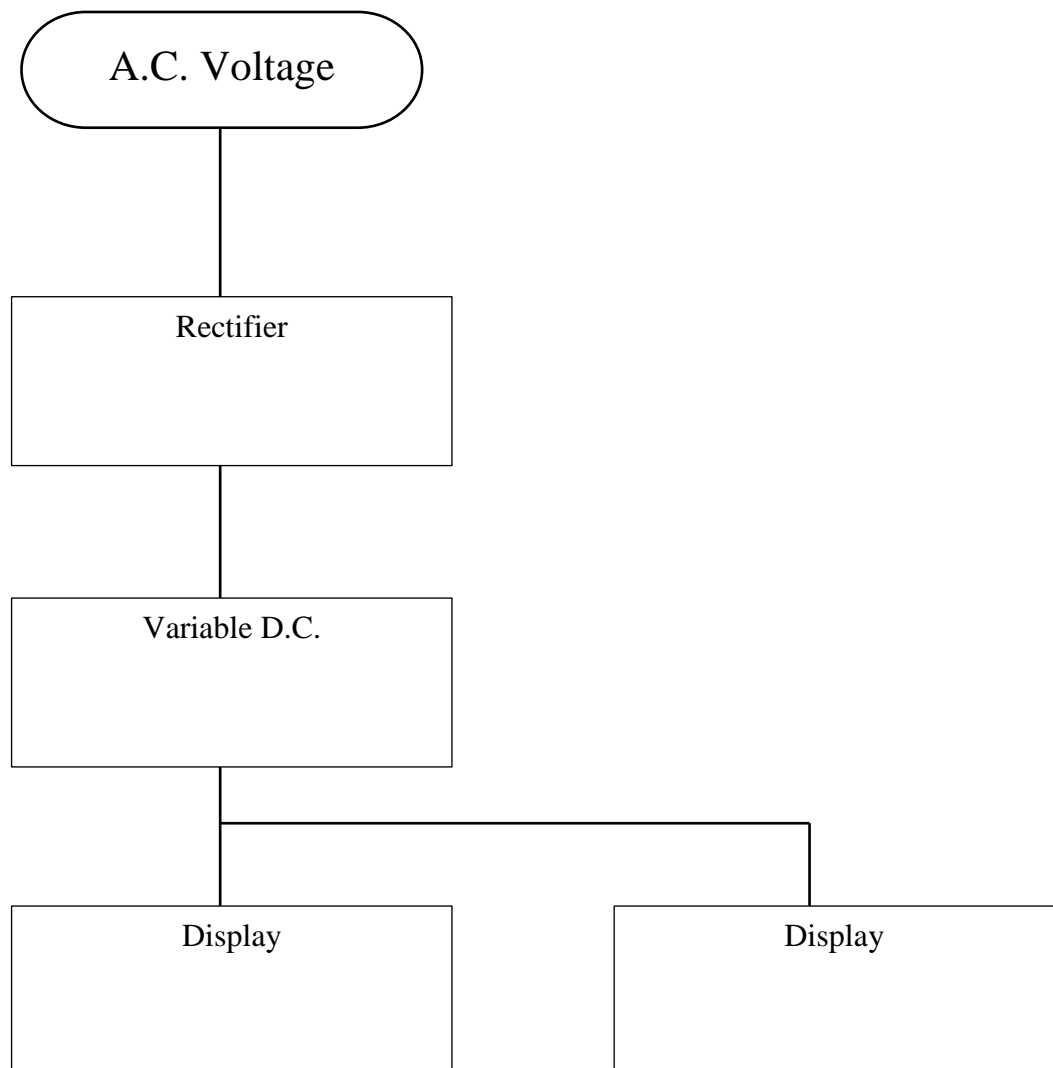 A.C. Voltage
Rectifier
Variable D.C.
Display
Display